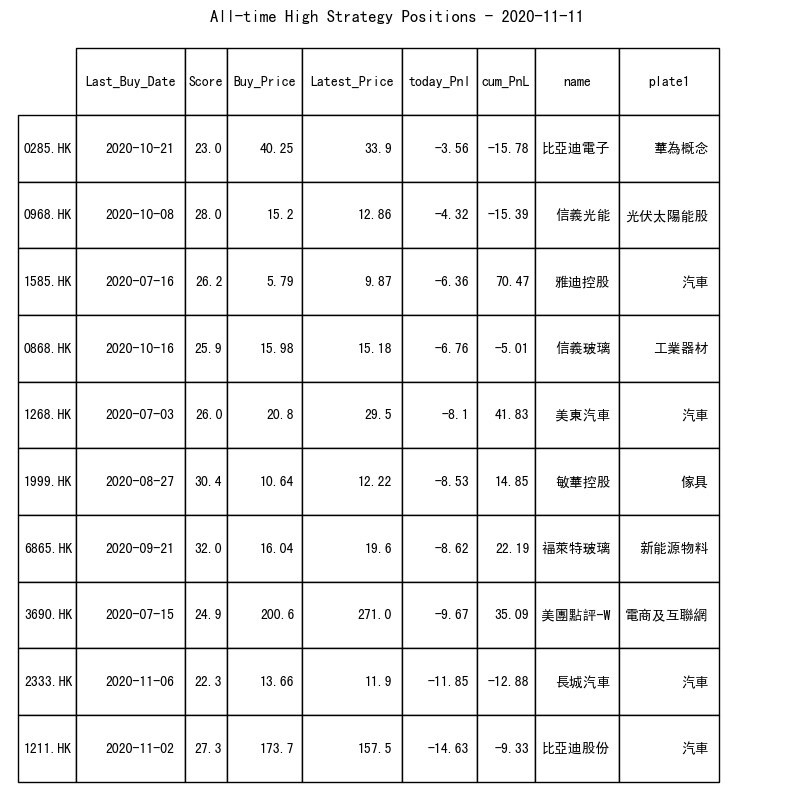 All-time High Strategy Positions - 2020-11-11
Last_Buy_Date Score Buy_Price Latest_Price today_Pnl cum_PnL name plate1
0285.HK 2020-10-21 23.0 40.25 33.9 -3.56 -15.78 比亞迪電子 華為概念
0968.HK 2020-10-08 28.0 15.2 12.86 -4.32 -15.39 信義光能 光伏太陽能股
1585.HK 2020-07-16 26.2 5.79 9.87 -6.36 70.47 雅迪控股 汽車
0868.HK 2020-10-16 25.9 15.98 15.18 -6.76 -5.01 信義玻璃 工業器材
1268.HK 2020-07-03 26.0 20.8 29.5 -8.1 41.83 美東汽車 汽車
1999.HK 2020-08-27 30.4 10.64 12.22 -8.53 14.85 敏華控股 傢具
6865.HK 2020-09-21 32.0 16.04 19.6 -8.62 22.19 福萊特玻璃 新能源物料
3690.HK 2020-07-15 24.9 200.6 271.0 -9.67 35.09 美團點評-W 電商及互聯網
2333.HK 2020-11-06 22.3 13.66 11.9 -11.85 -12.88 長城汽車 汽車
1211.HK 2020-11-02 27.3 173.7 157.5 -14.63 -9.33 比亞迪股份 汽車